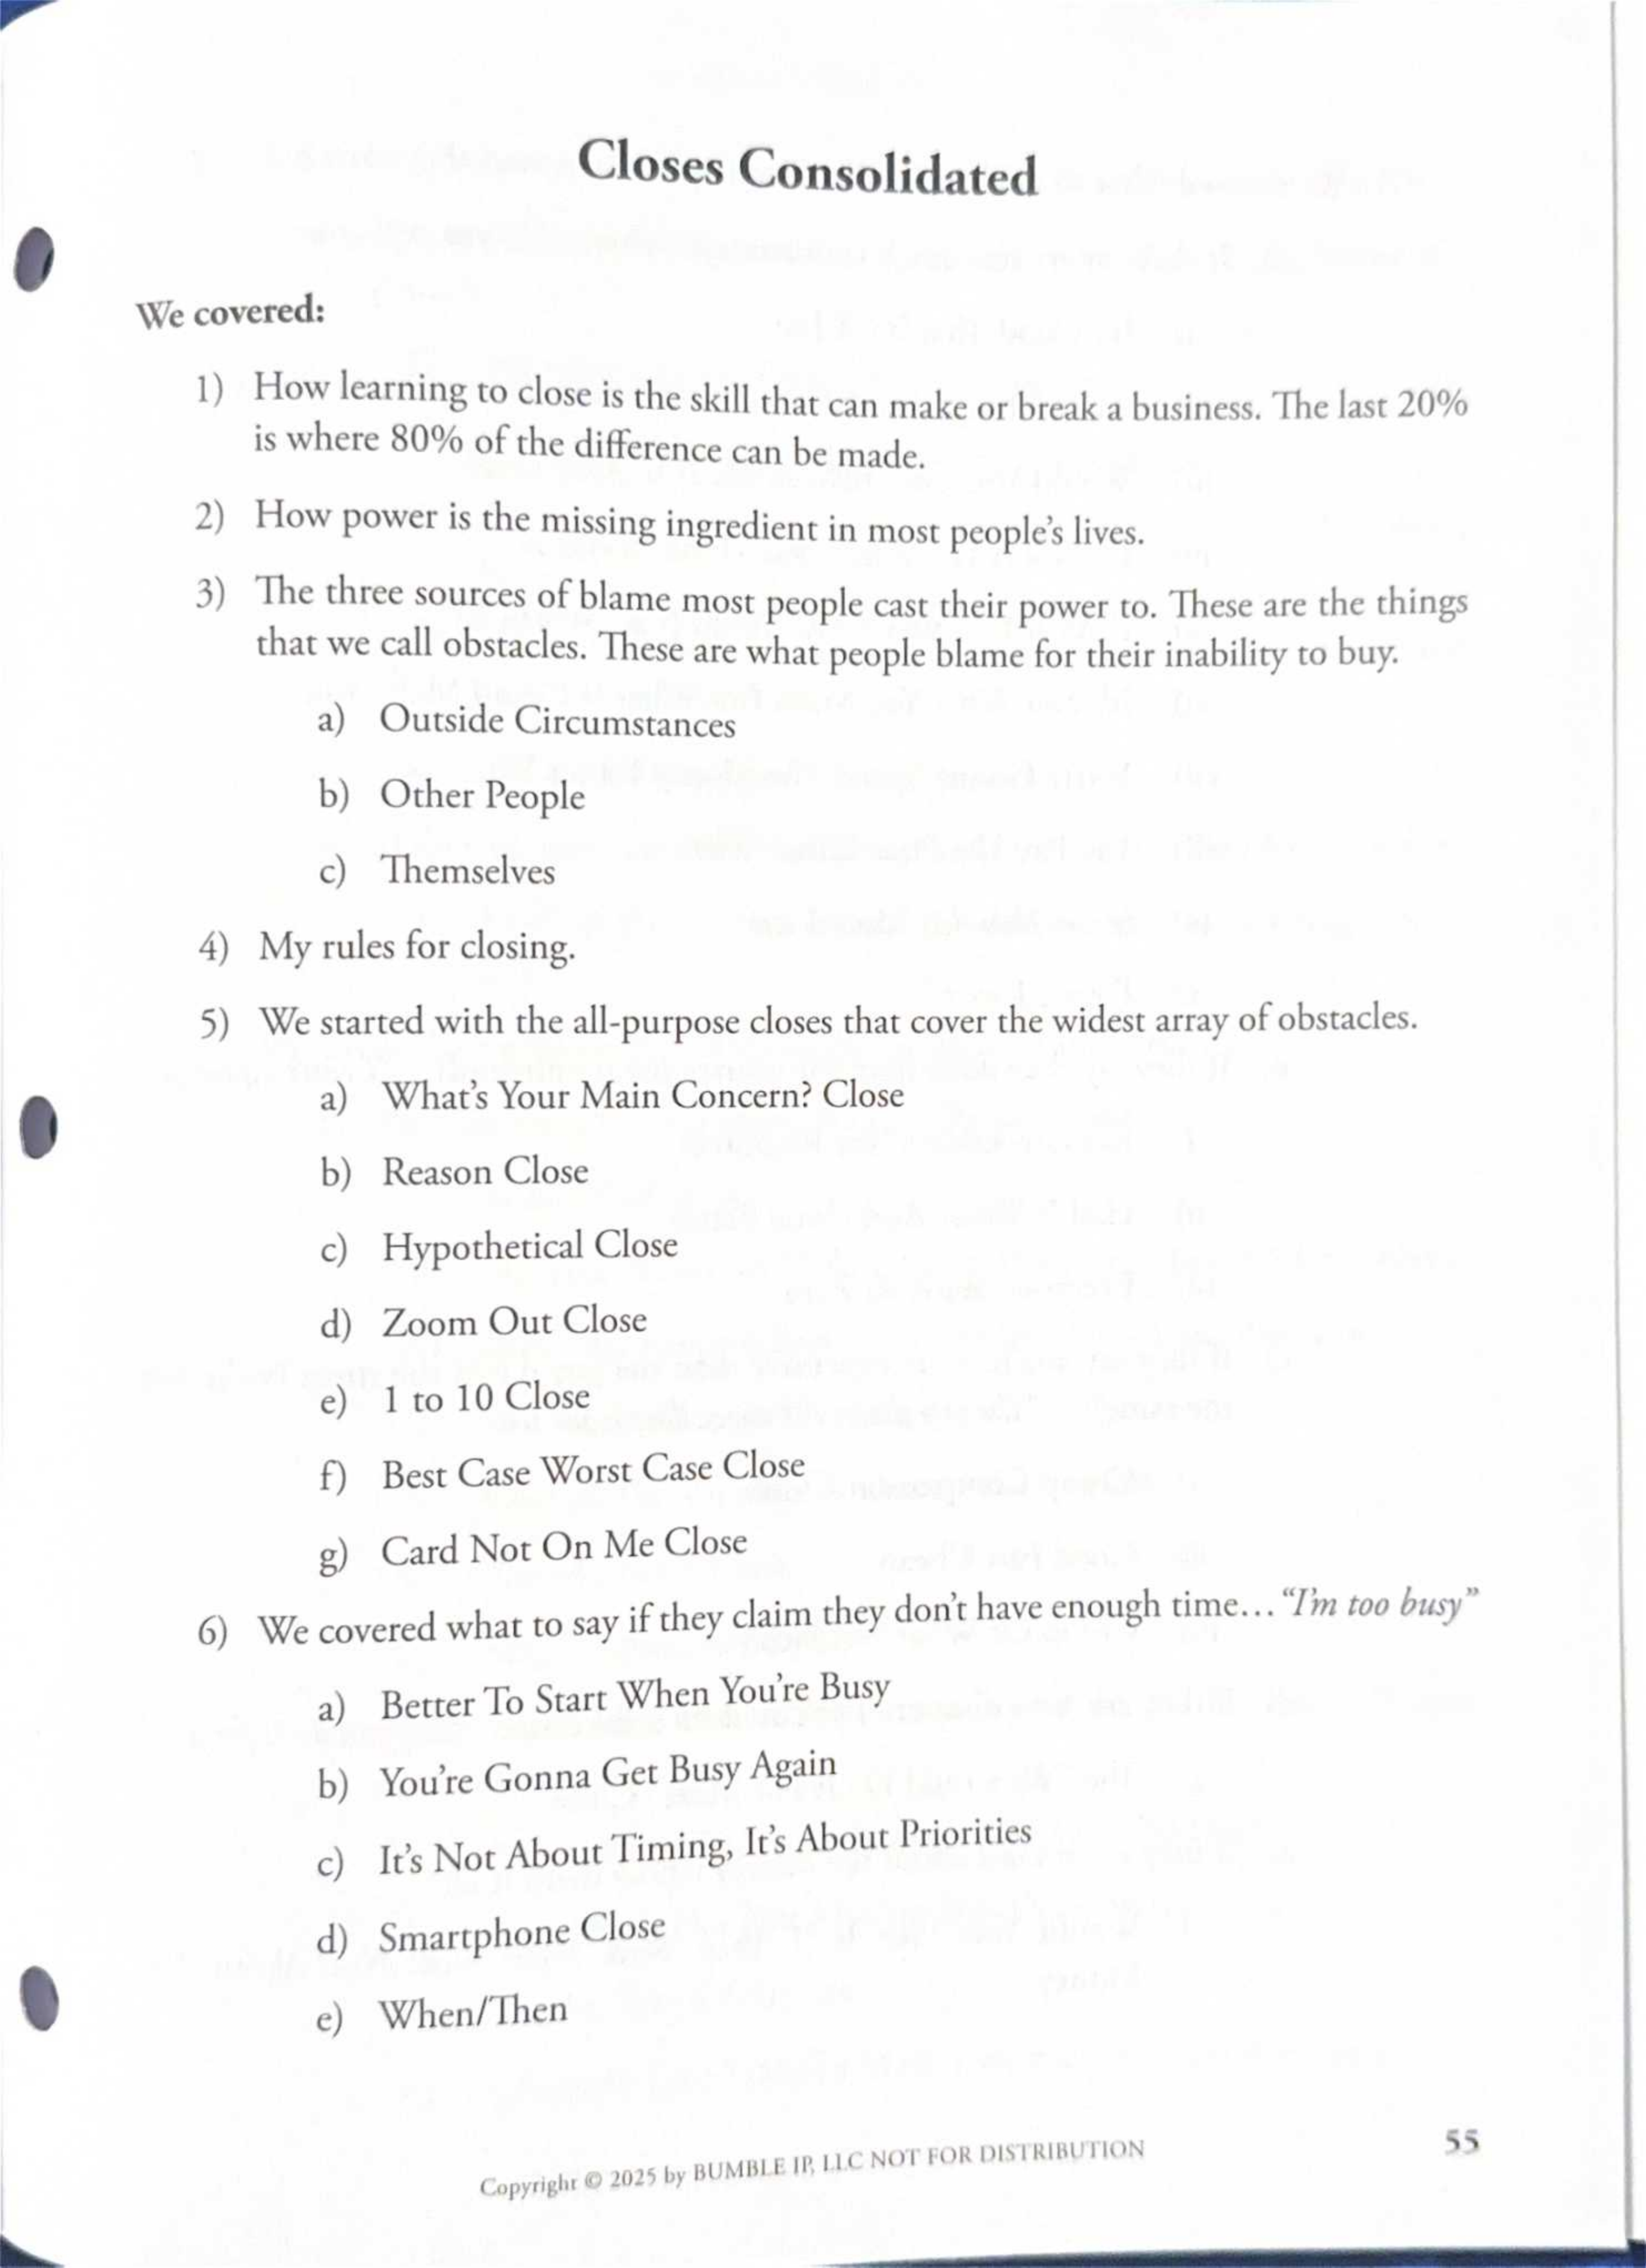 Closes Consolidated
We covered:
1) How learning to close is the skill that can make or break a business. The last 20%
is where 80% of the difference can be made.
2) How power is the missing ingredient in most people's lives.
3) The three sources of blame most people cast their power to. These are the things
that we call obstacles. These are what people blame for their inability to buy.
a) Outside Circumstances
b) Other People
c) Themselves
4) My rules for closing.
5) We started with the all-purpose closes that cover the widest array of obstacles.
a) What's Your Main Concern? Close
b) Reason Close
c) Hypothetical Close
d) Zoom Out Close
e) 1 to 10 Close
f) Best Case Worst Case Close
g) Card Not On Me Close
6) We covered what to say if they claim they don't have enough time… “I'm too busy”
a) Better To Start When You're Busy
b) You're Gonna Get Busy Again
c) It's Not About Timing, It's About Priorities
d) Smartphone Close
e) When/Then
Copyright © 2025 by BUMBLE IP, LLC NOT FOR DISTRIBUTION
55